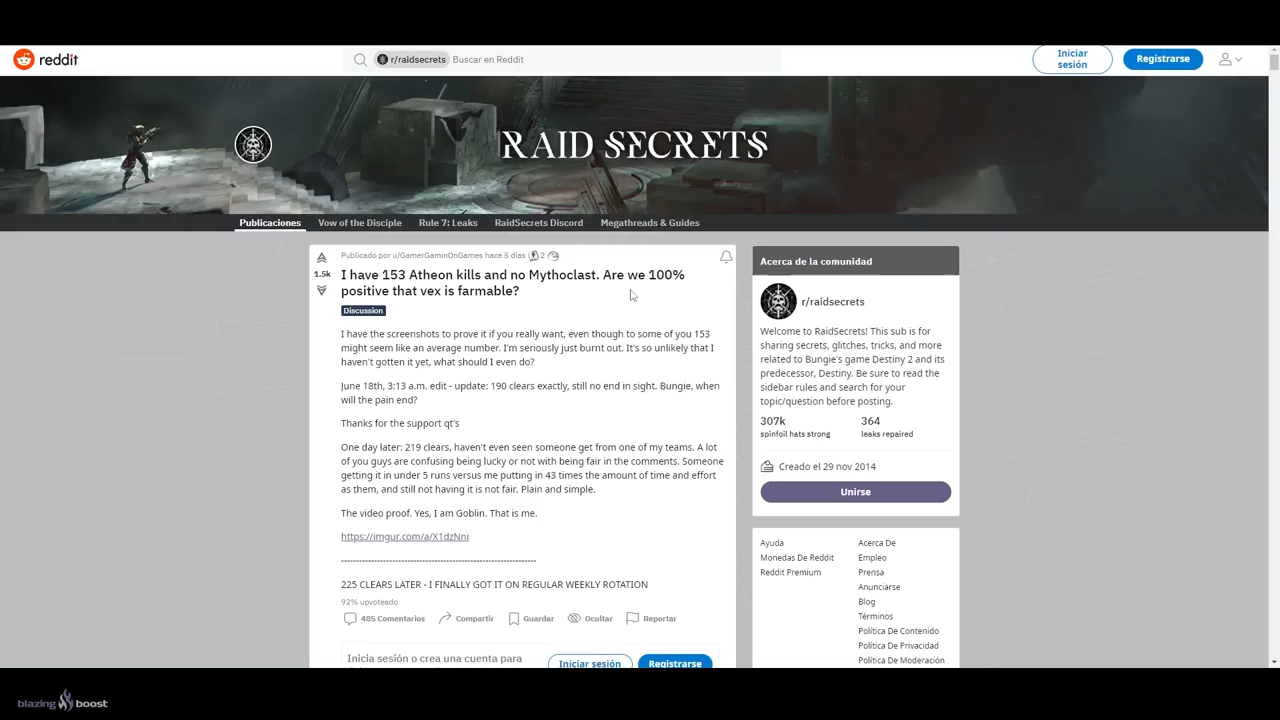 reddit
r/raidsecrets
Buscar en Reddit
Iniciar
sesión
Registrarse
RAID SECRETS
Publicaciones
Vow of the Disciple
Rule 7: Leaks
RaidSecrets Discord
Megathreads & Guides
Publicado por u/GamerGaminOnGames hace 5 días
2
1.5k
I have 153 Atheon kills and no Mythoclast. Are we 100%
positive that vex is farmable?
Discussion
I have the screenshots to prove it if you really want, even though to some of you 153
might seem like an average number. I'm seriously just burnt out. It's so unlikely that I
haven't gotten it yet, what should I even do?
June 18th, 3:13 a.m. edit - update: 190 clears exactly, still no end in sight. Bungie, when
will the pain end?
Thanks for the support qt's
One day later: 219 clears, haven't even seen someone get from one of my teams. A lot
of you guys are confusing being lucky or not with being fair in the comments. Someone
getting it in under 5 runs versus me putting in 43 times the amount of time and effort
as them, and still not having it is not fair. Plain and simple.
The video proof. Yes, I am Goblin. That is me.
https://imgur.com/a/X1dzNni
------------------------------------------------------------
225 CLEARS LATER - I FINALLY GOT IT ON REGULAR WEEKLY ROTATION
92% upvoteado
485 Comentarios
Compartir
Guardar
Ocultar
Reportar
Inicia sesión o crea una cuenta para
Iniciar sesión
Registrarse
Acerca de la comunidad
r/raidsecrets
Welcome to RaidSecrets! This sub is for
sharing secrets, glitches, tricks, and more
related to Bungie's game Destiny 2 and its
predecessor, Destiny. Be sure to read the
sidebar rules and search for your
topic/question before posting.
307k
364
spinfoil hats strong
leaks repaired
Creado el 29 nov 2014
Unirse
Ayuda
Acerca De
Monedas De Reddit
Empleo
Reddit Premium
Prensa
Anunciarse
Blog
Términos
Política De Contenido
Política De Privacidad
Política De Moderación
blazing boost